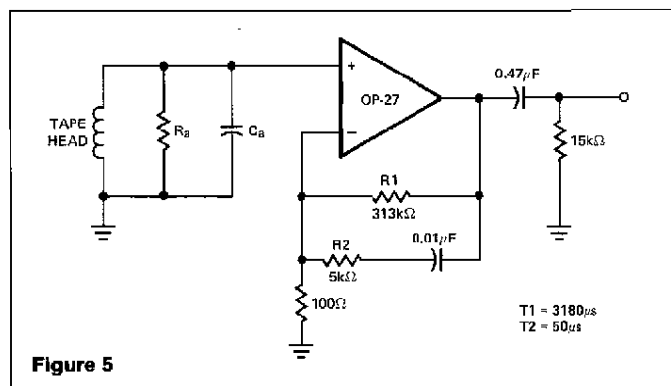 0.47μF
+
OP-27
−
TAPE
HEAD
Ra
Ca
15kΩ
R1
313kΩ
0.01μF
R2
5kΩ
100Ω
T1 = 3180μs
T2 = 50μs
Figure 5